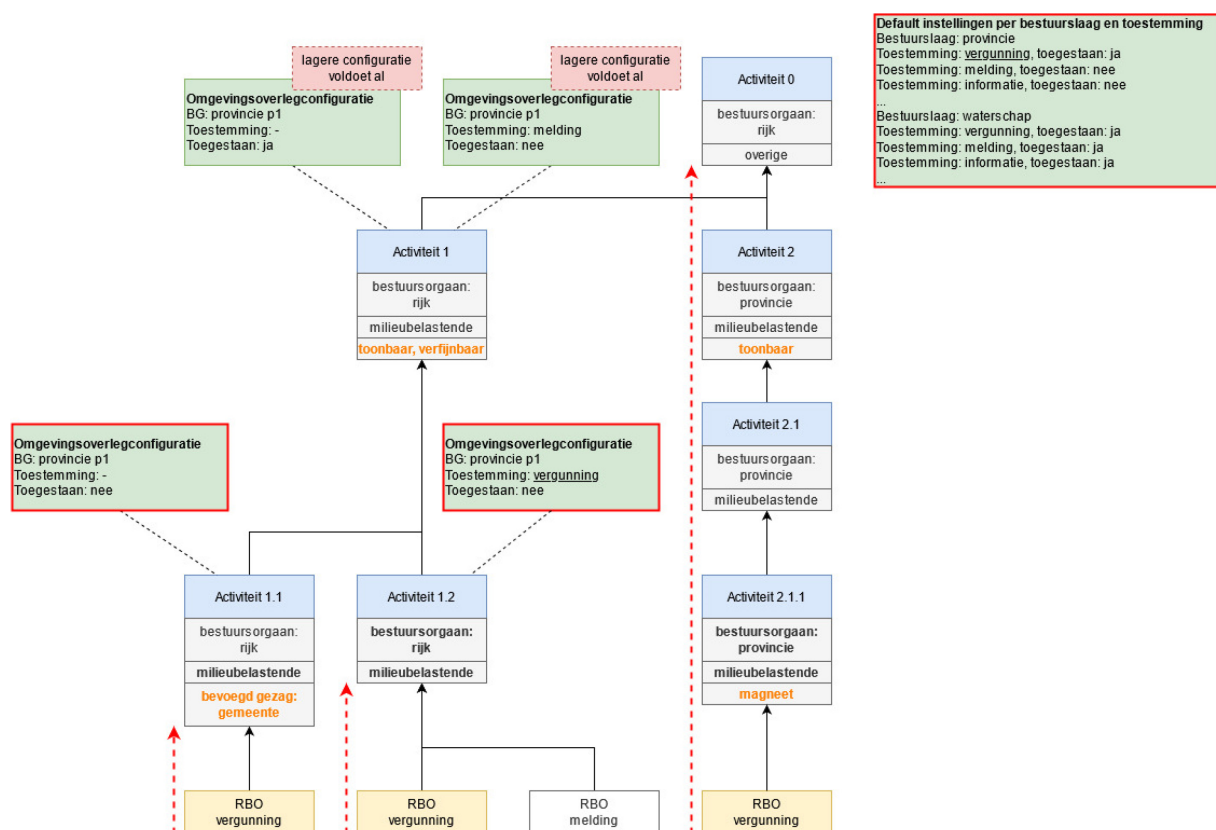 lagere configuratie
voldoet al
Omgevingsoverlegconfiguratie
BG: provincie p1
Toestemming: -
Toegestaan: ja
lagere configuratie
voldoet al
Omgevingsoverlegconfiguratie
BG: provincie p1
Toestemming: melding
Toegestaan: nee
Activiteit 0
bestuursorgaan:
rijk
overige
Default instellingen per bestuurslaag en toestemming
Bestuurslaag: provincie
Toestemming: vergunning, toegestaan: ja
Toestemming: melding, toegestaan: nee
Toestemming: informatie, toegestaan: nee
...
Bestuurslaag: waterschap
Toestemming: vergunning, toegestaan: ja
Toestemming: melding, toegestaan: ja
Toestemming: informatie, toegestaan: ja
...
Activiteit 1
bestuursorgaan:
rijk
milieubelastende
toonbaar, verfijnbaar
Activiteit 2
bestuursorgaan:
provincie
milieubelastende
toonbaar
Omgevingsoverlegconfiguratie
BG: provincie p1
Toestemming: -
Toegestaan: nee
Omgevingsoverlegconfiguratie
BG: provincie p1
Toestemming: vergunning
Toegestaan: nee
Activiteit 2.1
bestuursorgaan:
provincie
milieubelastende
Activiteit 1.1
bestuursorgaan:
rijk
milieubelastende
bevoegd gezag:
gemeente
Activiteit 1.2
bestuursorgaan:
rijk
milieubelastende
Activiteit 2.1.1
bestuursorgaan:
provincie
milieubelastende
magneet
RBO
vergunning
RBO
vergunning
RBO
melding
RBO
vergunning